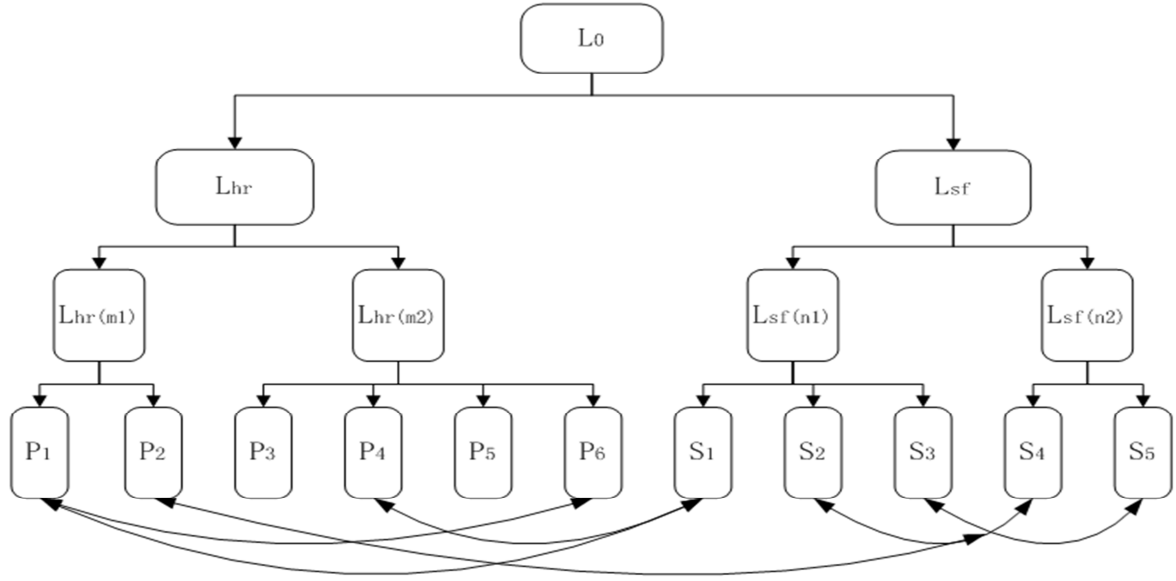 L0
Lhr
Lsf
Lhr(m1)
Lhr(m2)
Lsf(n1)
Lsf(n2)
P1
P2
P3
P4
P5
P6
S1
S2
S3
S4
S5